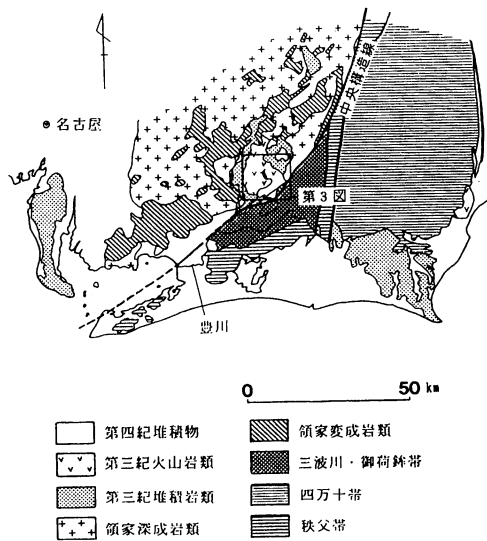 名古屋
中央構造線
第3図
豊川
0 50 km
第四紀堆積物
第三紀火山岩類
第三紀堆積岩類
領家深成岩類
領家変成岩類
三波川・御荷鉾帯
四万十帯
秩父帯